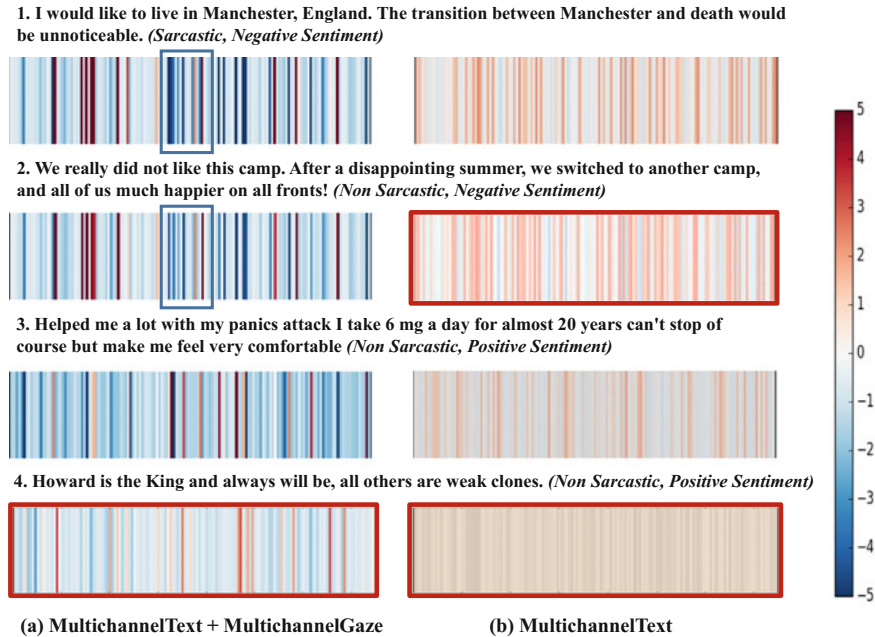 1. I would like to live in Manchester, England. The transition between Manchester and death would
be unnoticeable. (Sarcastic, Negative Sentiment)
2. We really did not like this camp. After a disappointing summer, we switched to another camp,
and all of us much happier on all fronts! (Non Sarcastic, Negative Sentiment)
3. Helped me a lot with my panics attack I take 6 mg a day for almost 20 years can't stop of
course but make me feel very comfortable (Non Sarcastic, Positive Sentiment)
4. Howard is the King and always will be, all others are weak clones. (Non Sarcastic, Positive Sentiment)
(a) MultichannelText + MultichannelGaze
(b) MultichannelText
5
4
3
2
1
0
−1
−2
−3
−4
−5